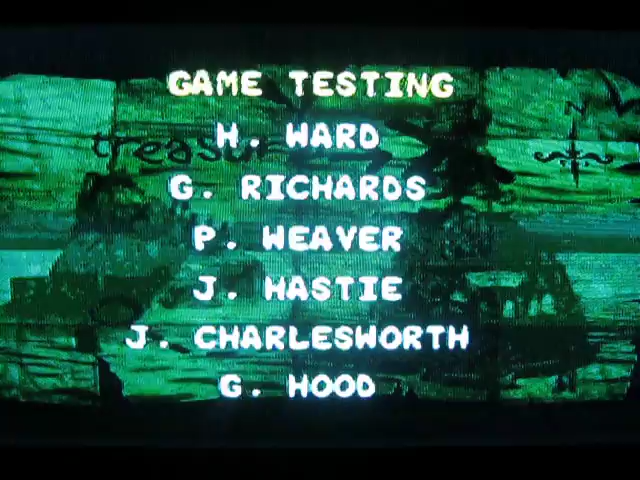 GAME TESTING
H. WARD
G. RICHARDS
P. WEAVER
J. HASTIE
J. CHARLESWORTH
G. HOOD
N